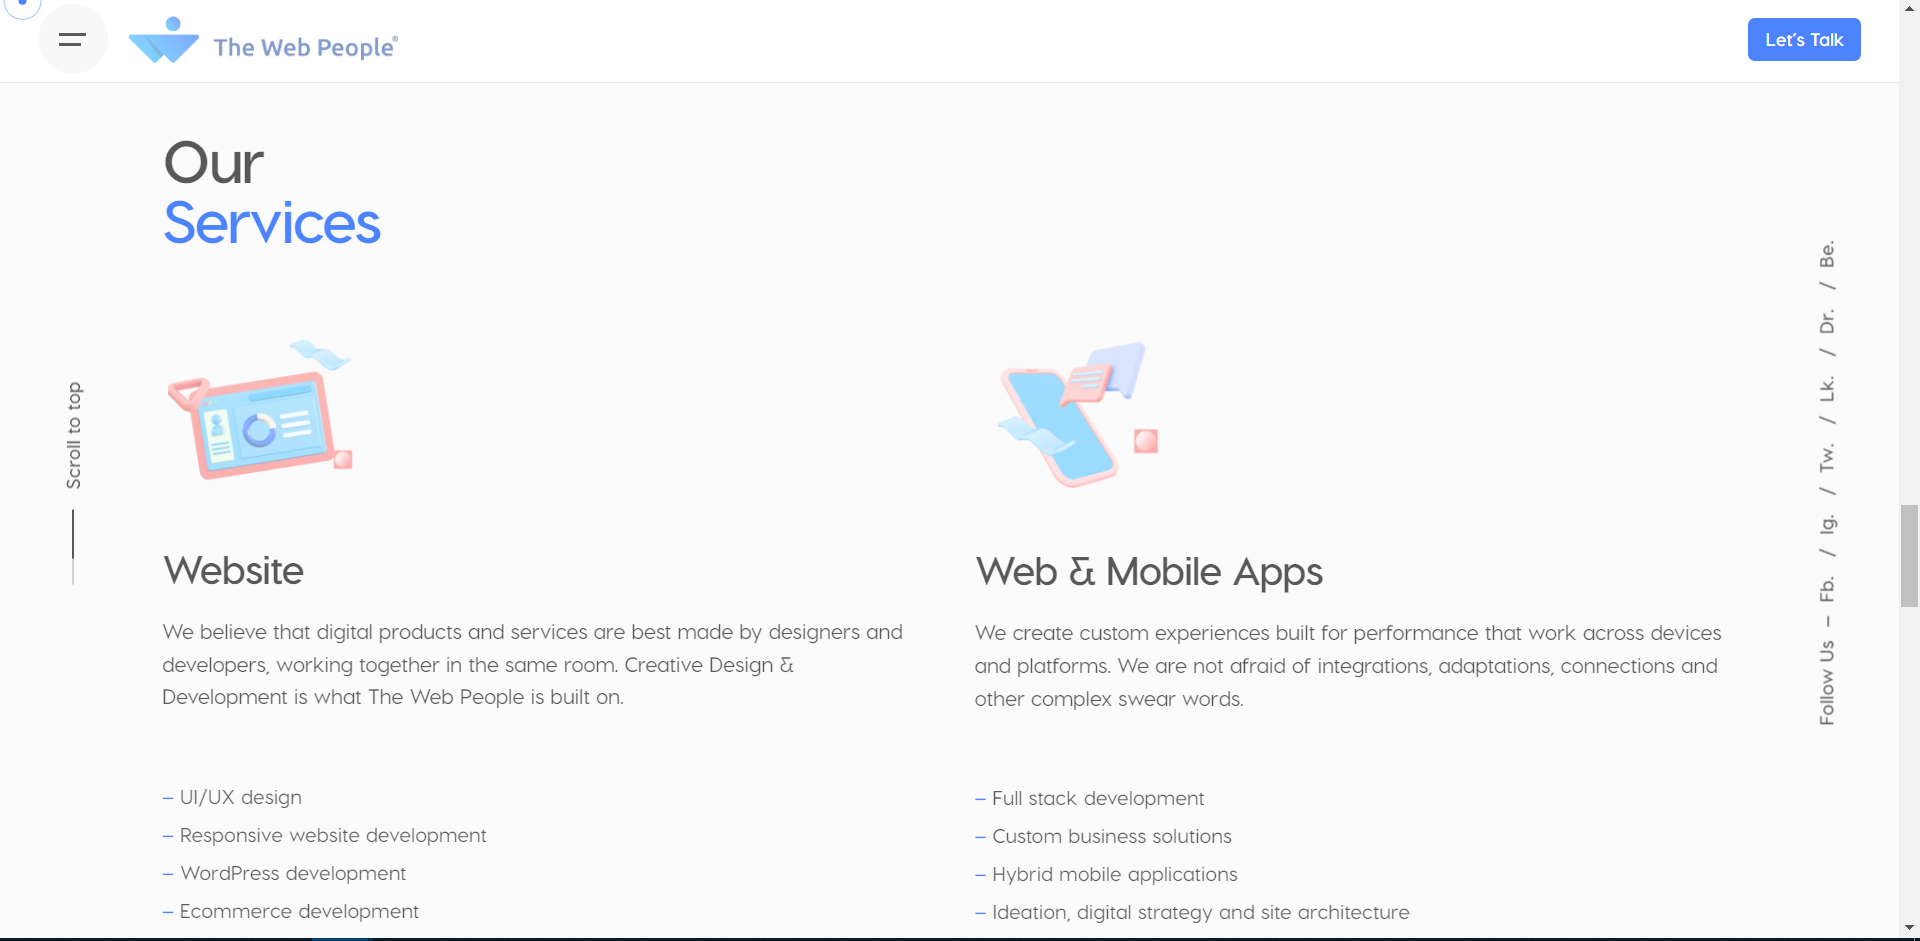 The Web People®
Let's Talk
Our
Services
Scroll to top
Follow Us – Fb. / Ig. / Tw. / Lk. / Dr. / Be.
Website
We believe that digital products and services are best made by designers and
developers, working together in the same room. Creative Design &
Development is what The Web People is built on.
– UI/UX design
– Responsive website development
– WordPress development
– Ecommerce development
Web & Mobile Apps
We create custom experiences built for performance that work across devices
and platforms. We are not afraid of integrations, adaptations, connections and
other complex swear words.
– Full stack development
– Custom business solutions
– Hybrid mobile applications
– Ideation, digital strategy and site architecture